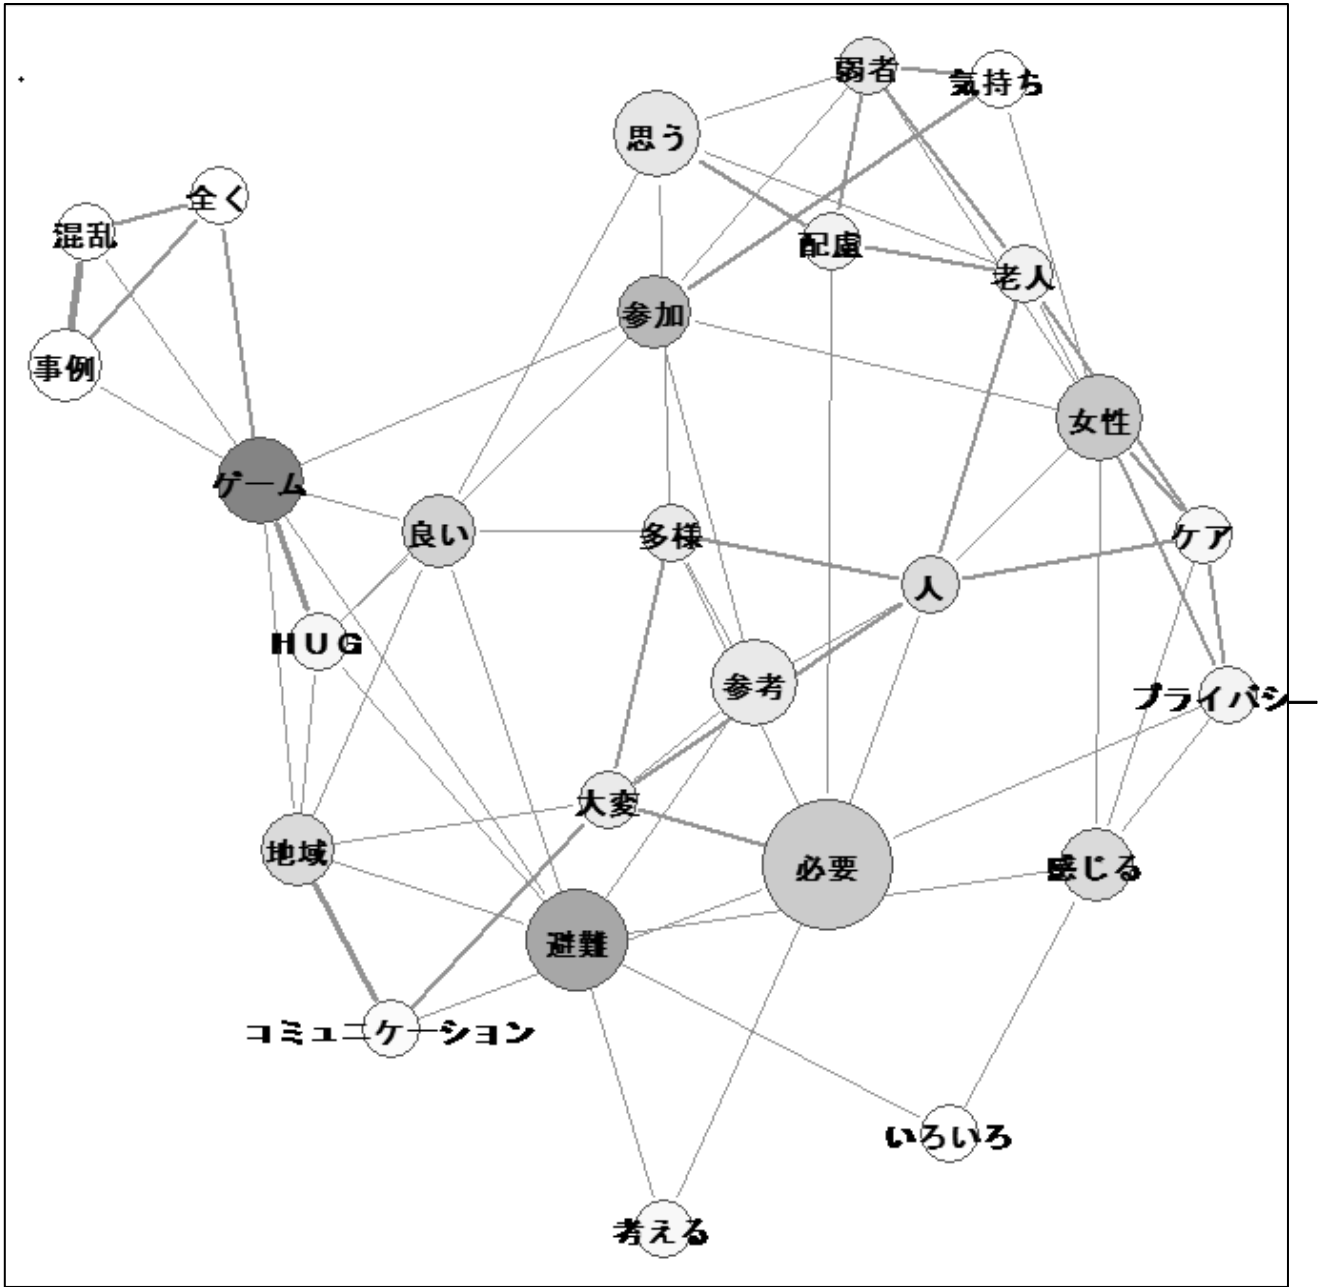 弱者
気持ち
思う
全く
混乱
配慮
老人
参加
事例
女性
ゲーム
良い
多様
ケア
人
HUG
参考
プライバシー
大変
地域
必要
感じる
避難
コミュニケーション
いろいろ
考える